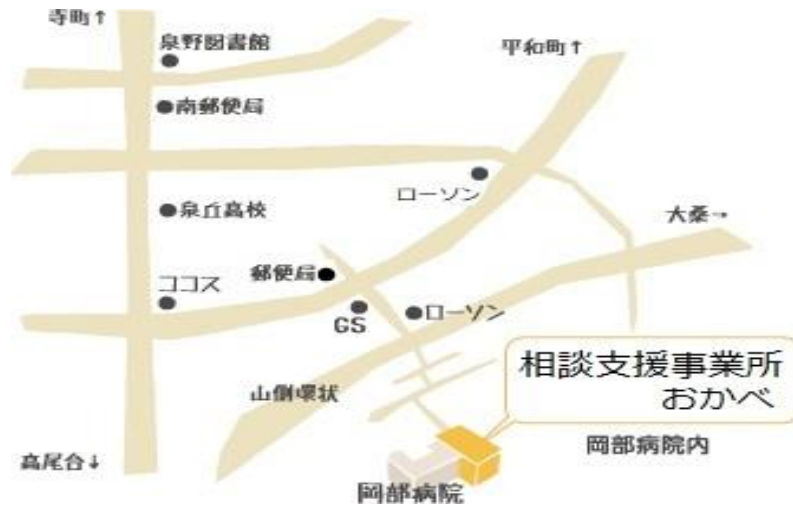 寺町↑
泉野図書館
平和町↑
南郵便局
ローソン
泉丘高校
大桑→
郵便局
ココス
GS
ローソン
相談支援事業所
おかべ
山側環状
岡部病院内
高尾台↓
岡部病院